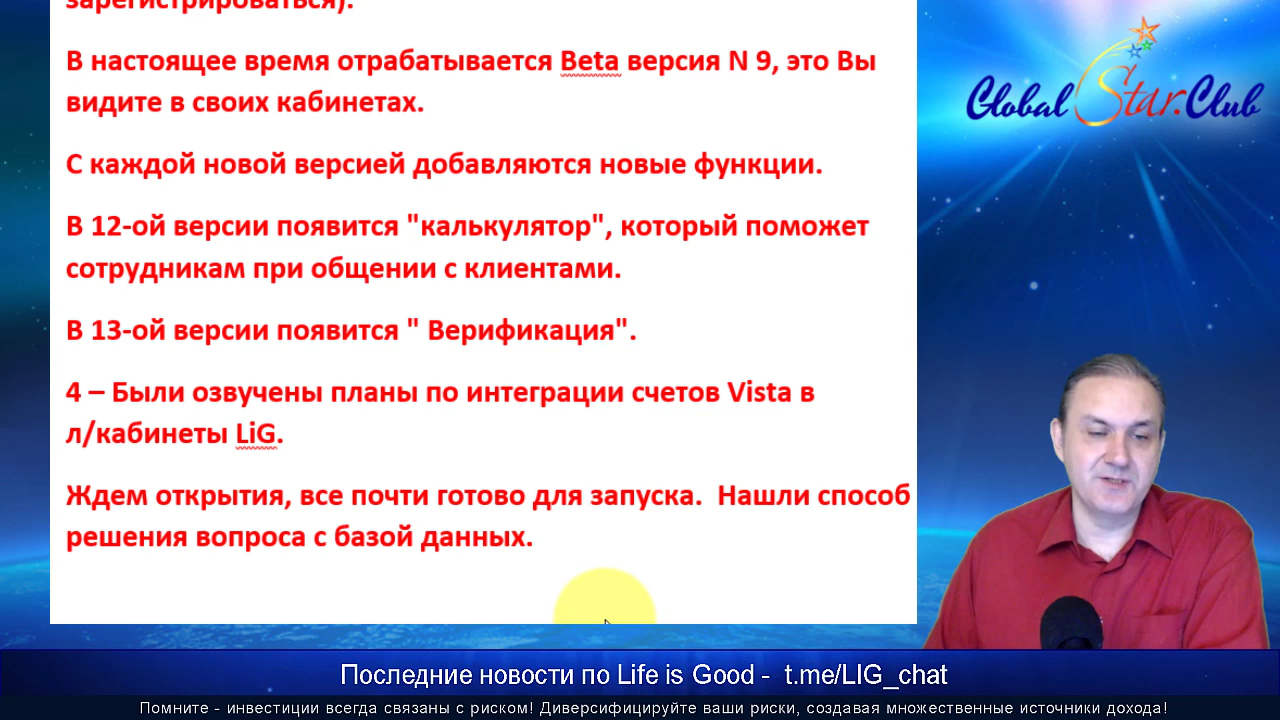 зарегистрироваться).
В настоящее время отрабатывается Beta версия N 9, это Вы
видите в своих кабинетах.
С каждой новой версией добавляются новые функции.
В 12-ой версии появится "калькулятор", который поможет
сотрудникам при общении с клиентами.
В 13-ой версии появится " Верификация".
4 – Были озвучены планы по интеграции счетов Vista в
л/кабинеты LiG.
Ждем открытия, все почти готово для запуска.  Нашли способ
решения вопроса с базой данных.
Global Star.Club
Последние новости по Life is Good -  t.me/LIG_chat
Помните - инвестиции всегда связаны с риском! Диверсифицируйте ваши риски, создавая множественные источники дохода!